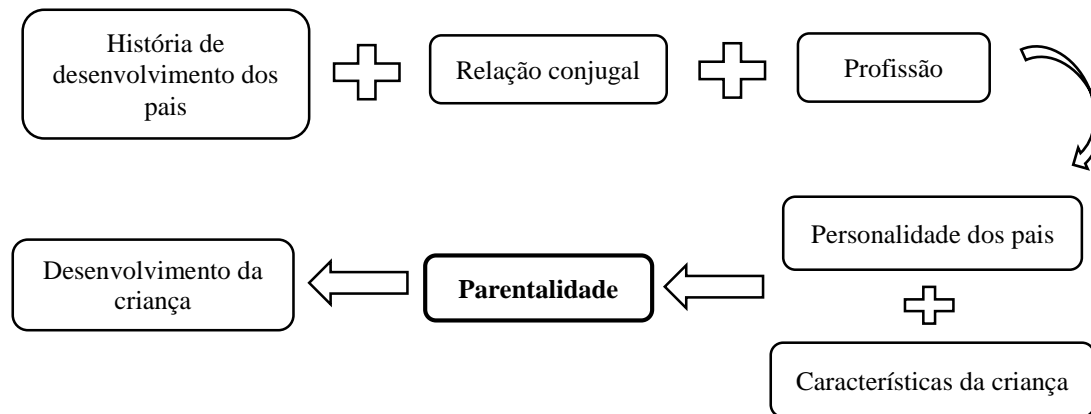 História de
desenvolvimento dos
pais
Relação conjugal
Profissão
Personalidade dos pais
Desenvolvimento da
criança
Parentalidade
Características da criança